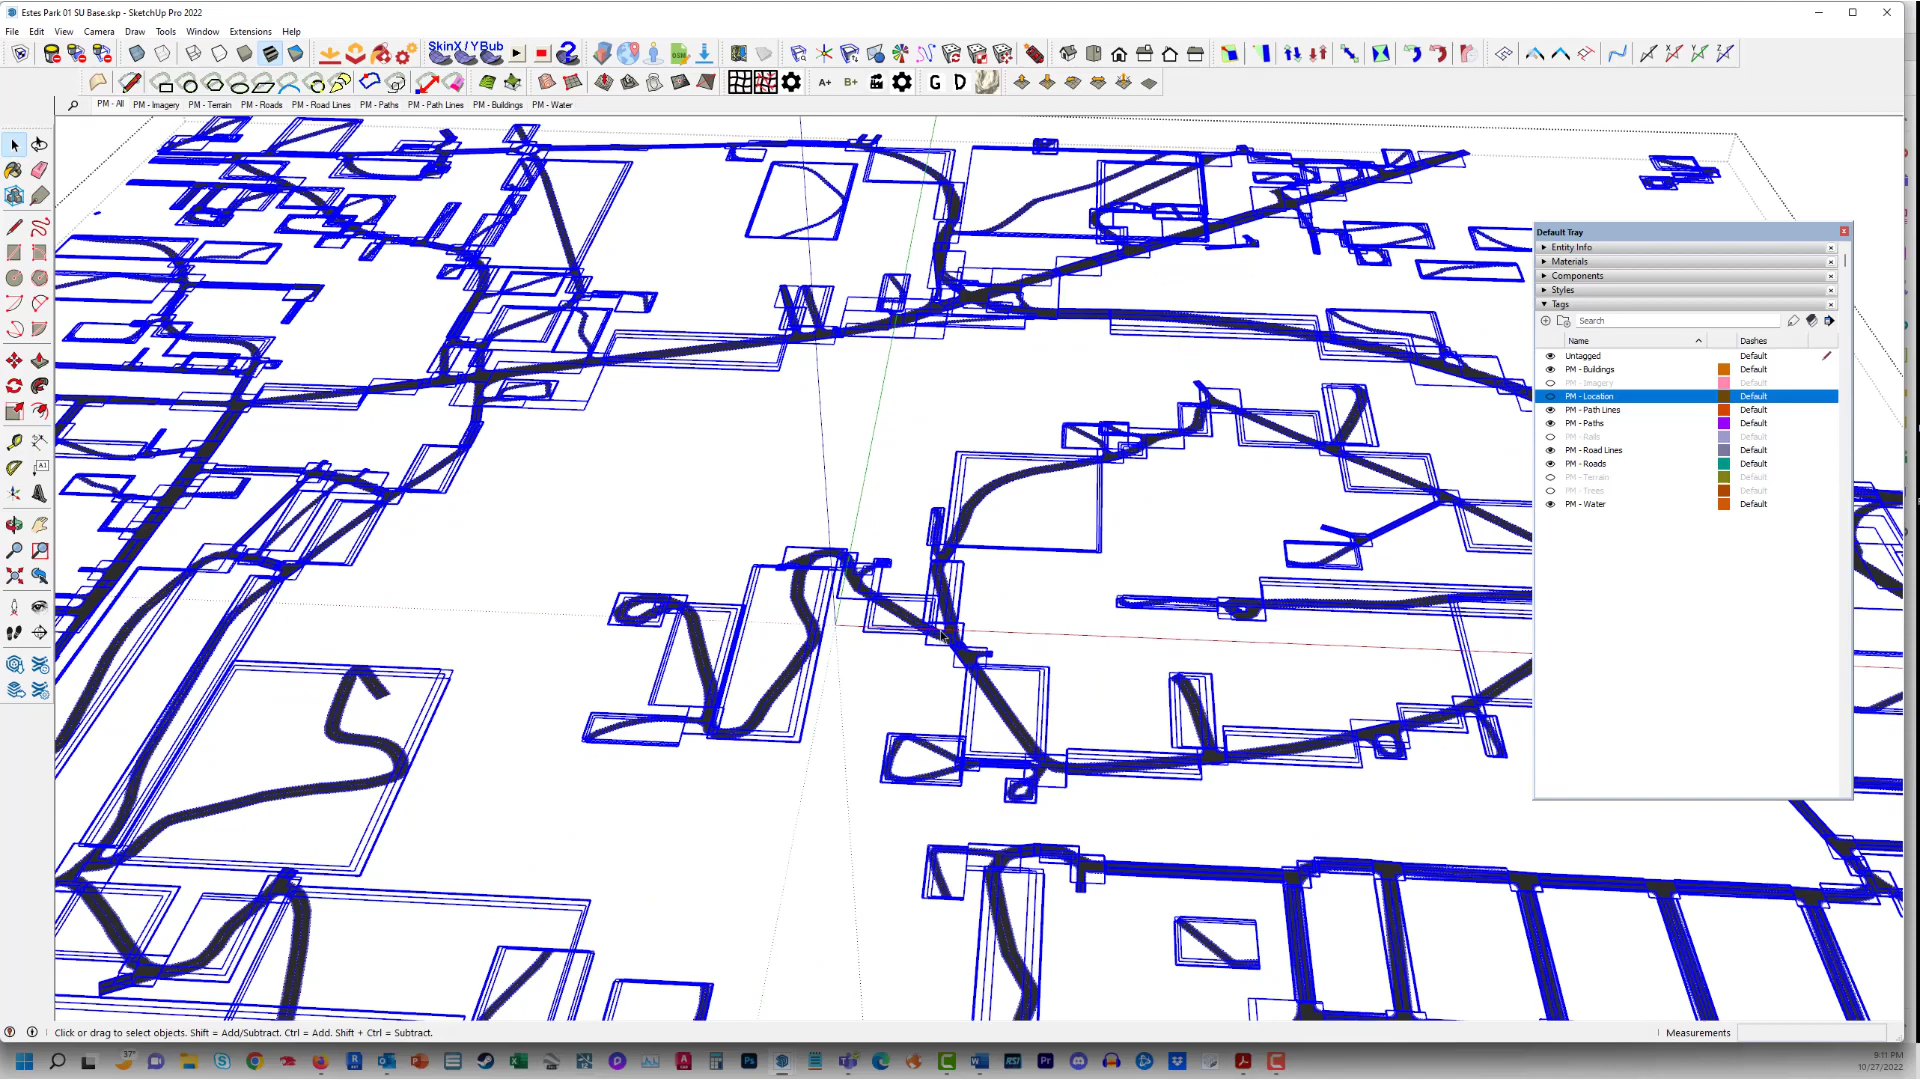 Estes Park 01 SU Base.skp - SketchUp Pro 2022
File Edit View Camera Draw Tools Window Extensions Help
SkinX / YBub
A+ B+ G D
PM - All PM - Imagery PM - Terrain PM - Roads PM - Road Lines PM - Paths PM - Path Lines PM - Buildings PM - Water
Default Tray
Entity Info
Materials
Components
Styles
Tags
Search
Name Dashes
Untagged Default
PM - Buildings Default
PM - Imagery Default
PM - Location Default
PM - Path Lines Default
PM - Paths Default
PM - Rails Default
PM - Road Lines Default
PM - Roads Default
PM - Terrain Default
PM - Trees Default
PM - Water Default
Click or drag to select objects. Shift = Add/Subtract. Ctrl = Add. Shift + Ctrl = Subtract.
Measurements
37°
9:11 PM
10/27/2022